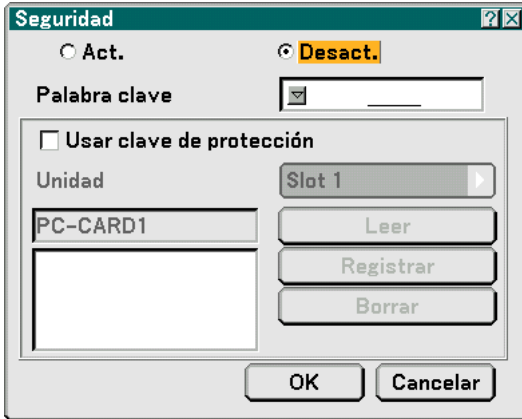 Seguridad
Act. Desact.
Palabra clave
Usar clave de protección
Unidad Slot 1
PC-CARD1 Leer
Registrar
Borrar
OK Cancelar